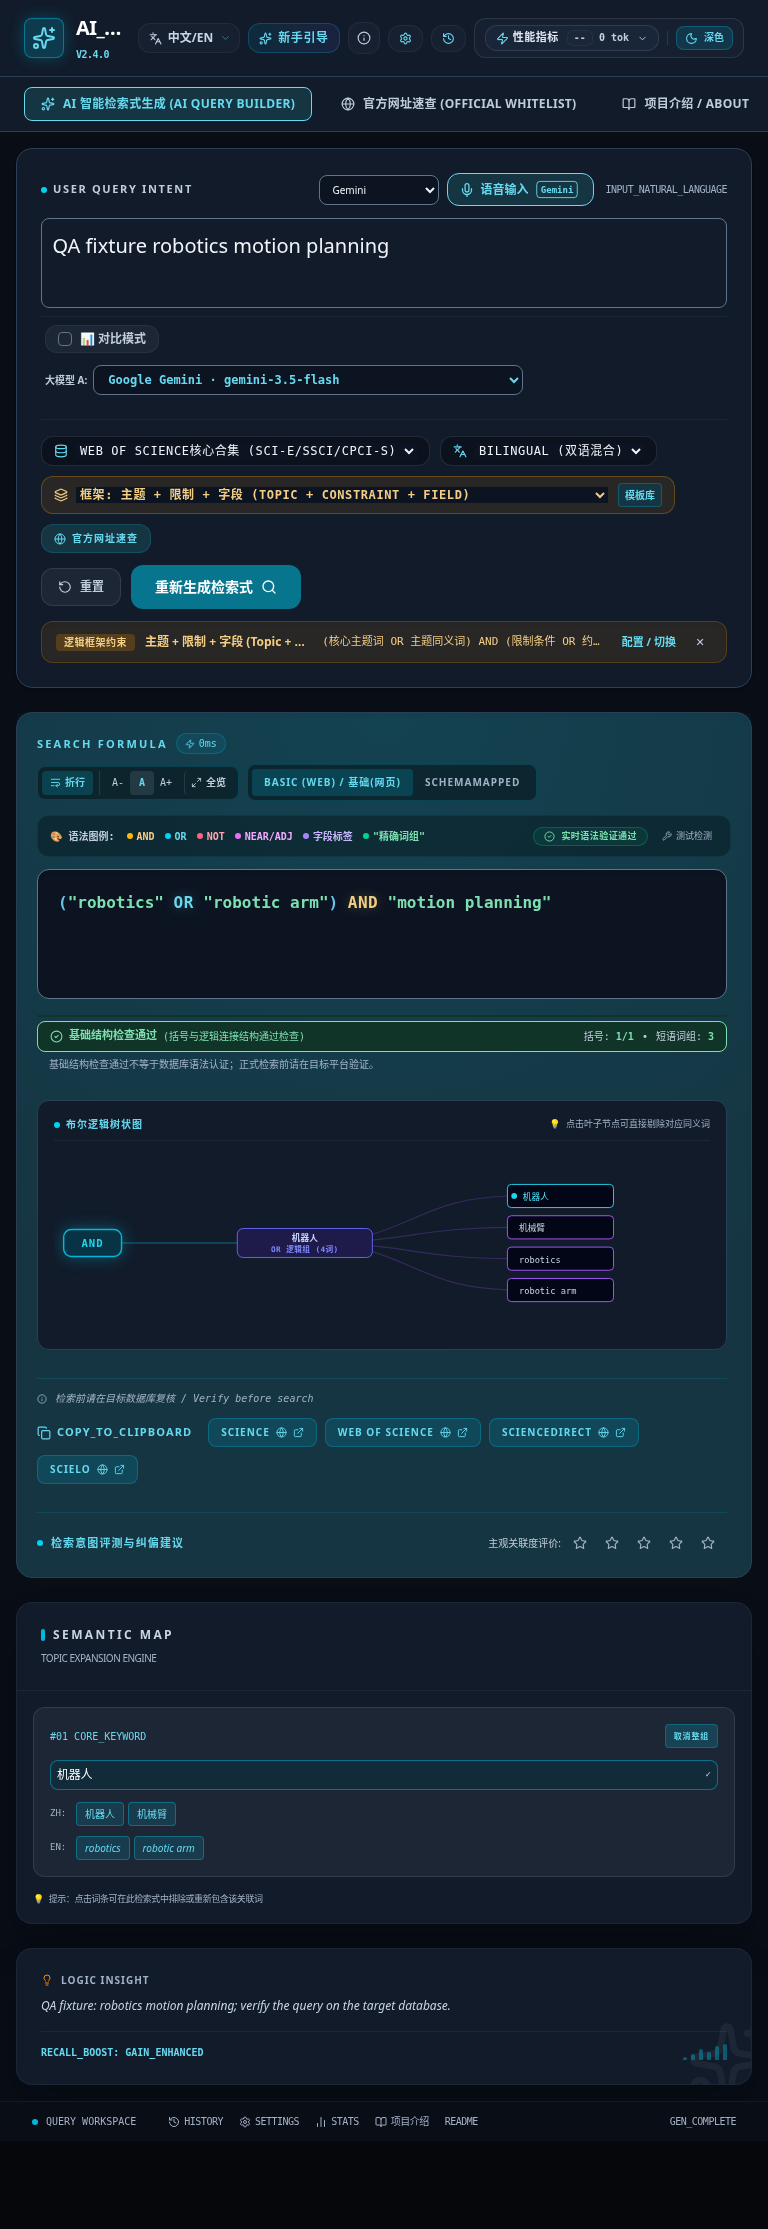 AI_... 中文/EN 新手引导 性能指标 -- 0 tok 深色
V2.4.0
AI 智能检索式生成 (AI QUERY BUILDER) 官方网址速查 (OFFICIAL WHITELIST) 项目介绍 / ABOUT
USER QUERY INTENT Gemini 语音输入 Gemini INPUT_NATURAL_LANGUAGE
QA fixture robotics motion planning
📊 对比模式
大模型 A: Google Gemini · gemini-3.5-flash
WEB OF SCIENCE核心合集 (SCI-E/SSCI/CPCI-S) BILINGUAL (双语混合)
框架: 主题 + 限制 + 字段 (TOPIC + CONSTRAINT + FIELD) 模板库
官方网址速查
重置 重新生成检索式
逻辑框架约束 主题 + 限制 + 字段 (Topic + ... (核心主题词 OR 主题同义词) AND (限制条件 OR 约… 配置 / 切换 ×
SEARCH FORMULA 0ms
折行 A- A A+ 全览 BASIC (WEB) / 基础(网页) SCHEMAMAPPED
🎨 语法图例: AND OR NOT NEAR/ADJ 字段标签 "精确词组" 实时语法验证通过 测试检测
("robotics" OR "robotic arm") AND "motion planning"
基础结构检查通过 (括号与逻辑连接结构通过检查) 括号: 1/1 • 短语词组: 3
基础结构检查通过不等于数据库语法认证；正式检索前请在目标平台验证。
布尔逻辑树状图 💡 点击叶子节点可直接剔除对应同义词
机器人
机械臂
AND 机器人
OR 逻辑组 (4词)
robotics
robotic arm
检索前请在目标数据库复核 / Verify before search
COPY_TO_CLIPBOARD SCIENCE WEB OF SCIENCE SCIENCEDIRECT
SCIELO
检索意图评测与纠偏建议 主观关联度评价:
SEMANTIC MAP
TOPIC EXPANSION ENGINE
#01 CORE_KEYWORD 取消整组
机器人 ✓
ZH: 机器人 机械臂
EN: robotics robotic arm
💡 提示: 点击词条可在此检索式中排除或重新包含该关联词
LOGIC INSIGHT
QA fixture: robotics motion planning; verify the query on the target database.
RECALL_BOOST: GAIN_ENHANCED
QUERY WORKSPACE HISTORY SETTINGS STATS 项目介绍 README GEN_COMPLETE